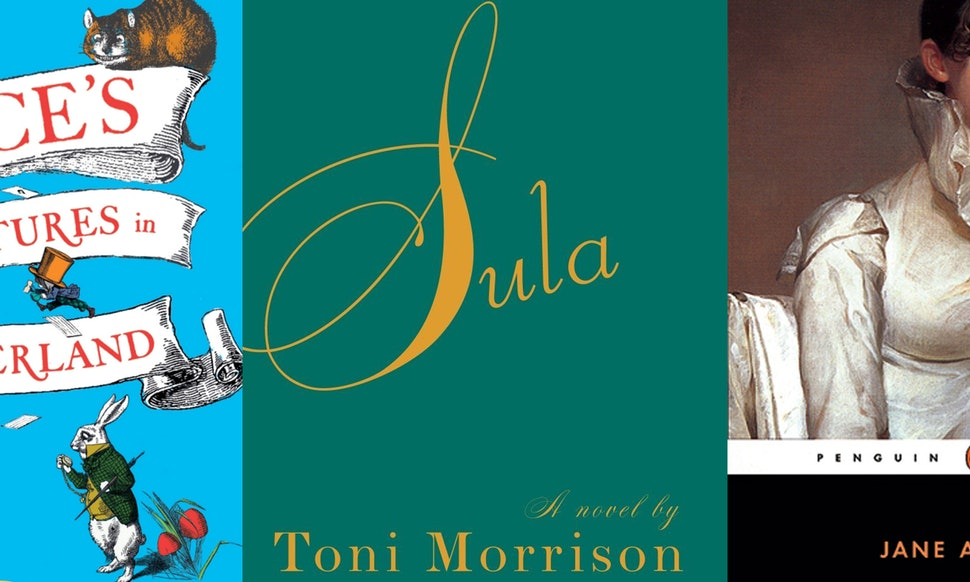 CE'S
TURES in
ERLAND
Sula
A novel by
Toni Morrison
PENGUIN
JANE A